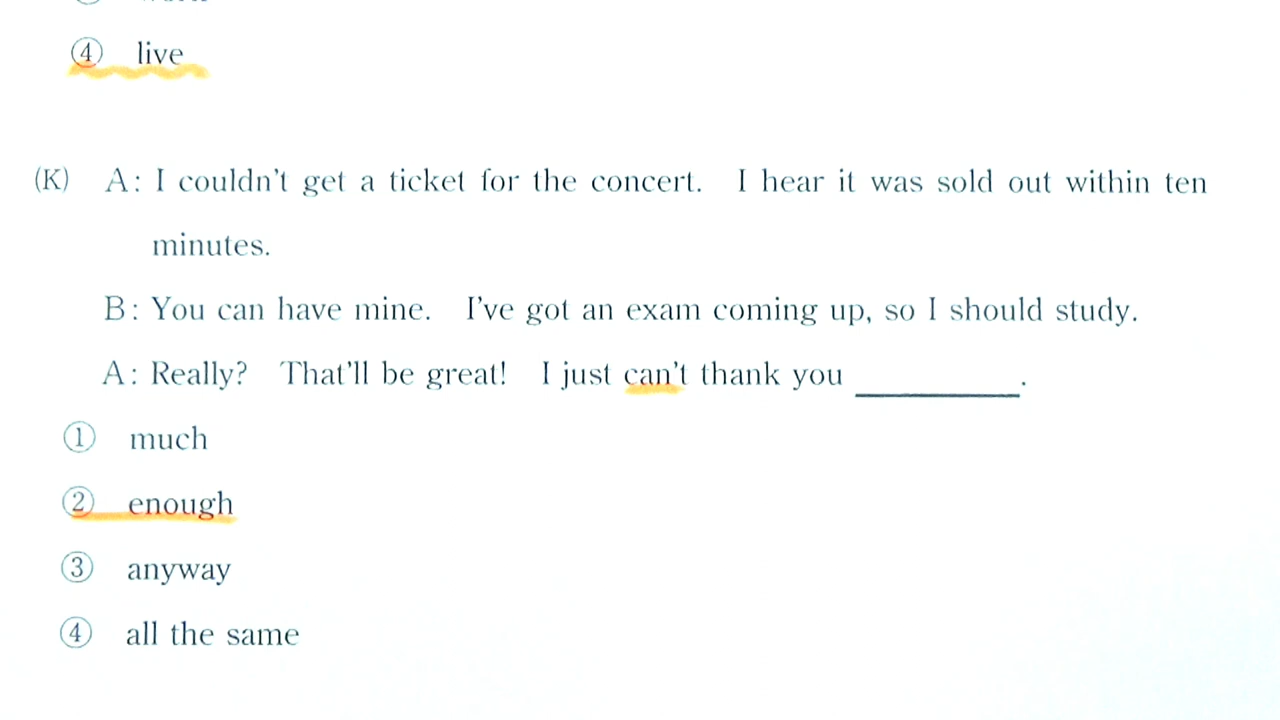 ④ live
(K) A: I couldn't get a ticket for the concert. I hear it was sold out within ten
minutes.
B: You can have mine. I've got an exam coming up, so I should study.
A: Really? That'll be great! I just can't thank you ________.
① much
② enough
③ anyway
④ all the same